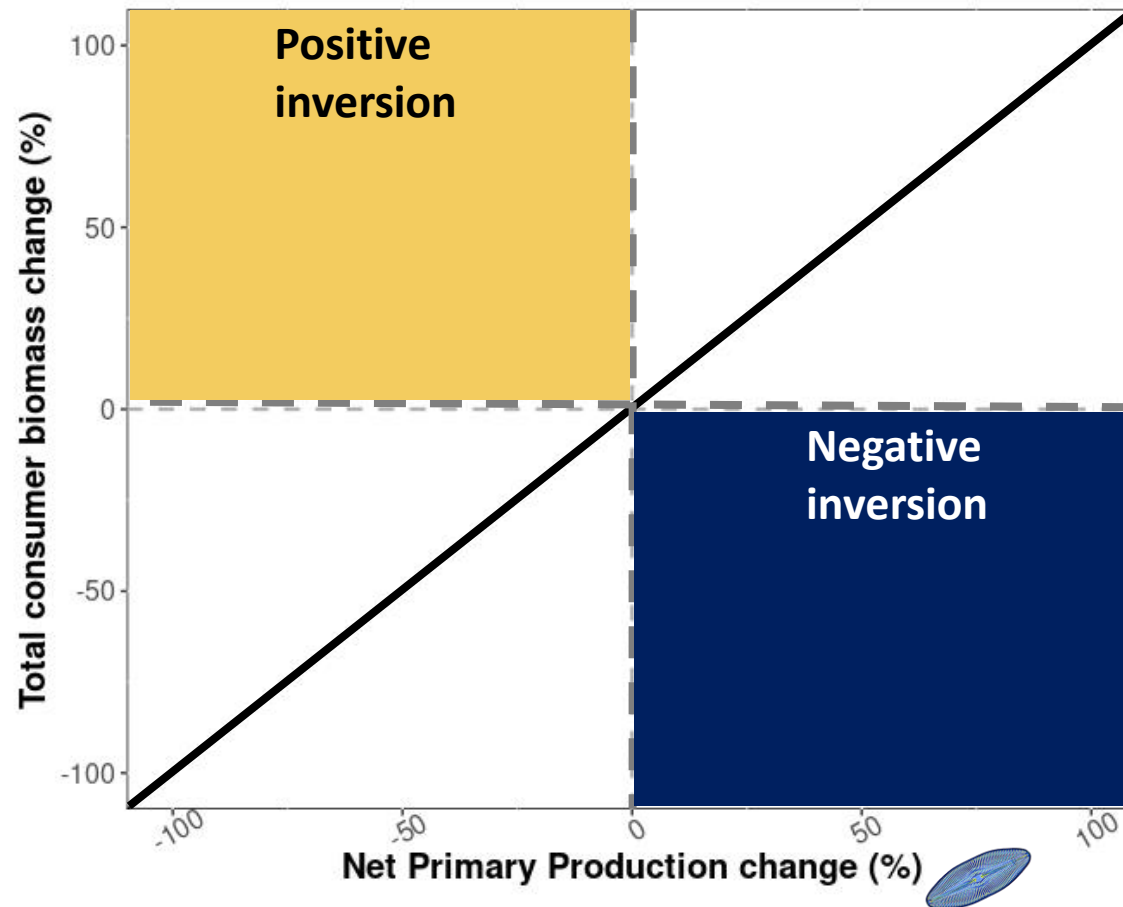 Positive
inversion
Negative
inversion
Total consumer biomass change (%)
100
50
0
-50
-100
-100
-50
0
50
100
Net Primary Production change (%)